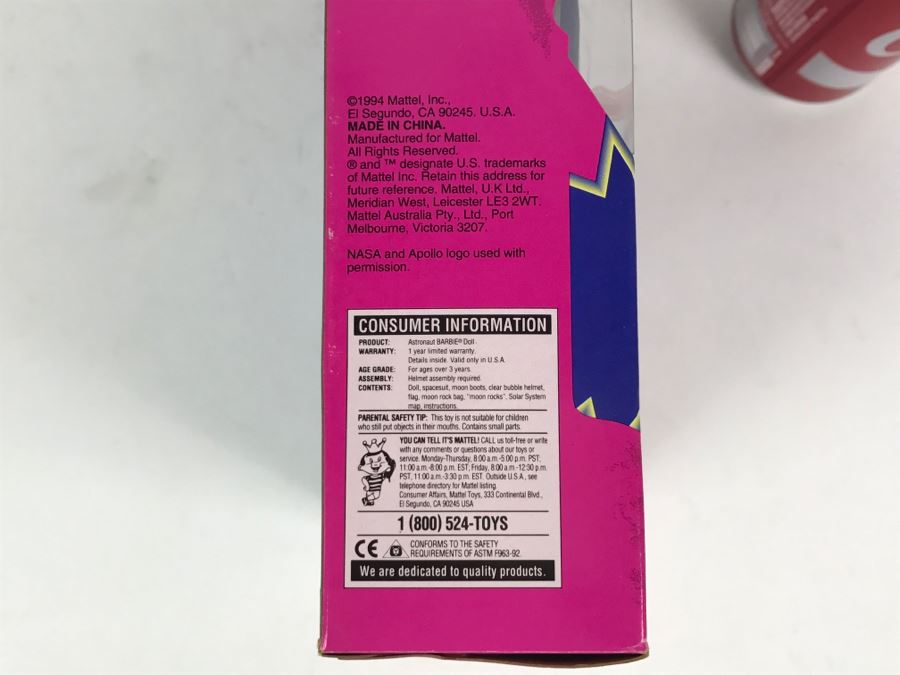 ©1994 Mattel, Inc.,
El Segundo, CA 90245. U.S.A.
MADE IN CHINA.
Manufactured for Mattel.
All Rights Reserved.
® and ™ designate U.S. trademarks
of Mattel Inc. Retain this address for
future reference. Mattel, U.K Ltd.,
Meridian West, Leicester LE3 2WT.
Mattel Australia Pty., Ltd., Port
Melbourne, Victoria 3207.
NASA and Apollo logo used with
permission.
CONSUMER INFORMATION
PRODUCT: Astronaut BARBIE® Doll.
WARRANTY: 1 year limited warranty.
Details inside. Valid only in U.S.A.
AGE GRADE: For ages over 3 years.
ASSEMBLY: Helmet assembly required.
CONTENTS: Doll, spacesuit, moon boots, clear bubble helmet,
flag, moon rock bag, "moon rocks", Solar System
map, instructions.
PARENTAL SAFETY TIP: This toy is not suitable for children
who still put objects in their mouths. Contains small parts.
YOU CAN TELL IT'S MATTEL! CALL us toll-free or write
with any comments or questions about our toys or
service. Monday-Thursday, 8:00 a.m.-5:00 p.m. PST,
11:00 a.m.-8:00 p.m. EST; Friday, 8:00 a.m.-12:30 p.m.
PST, 11:00 a.m.-3:30 p.m. EST. Outside U.S.A., see
telephone directory for Mattel listing.
Consumer Affairs, Mattel Toys, 333 Continental Blvd.,
El Segundo, CA 90245 USA
1 (800) 524-TOYS
CE CONFORMS TO THE SAFETY
REQUIREMENTS OF ASTM F963-92.
We are dedicated to quality products.